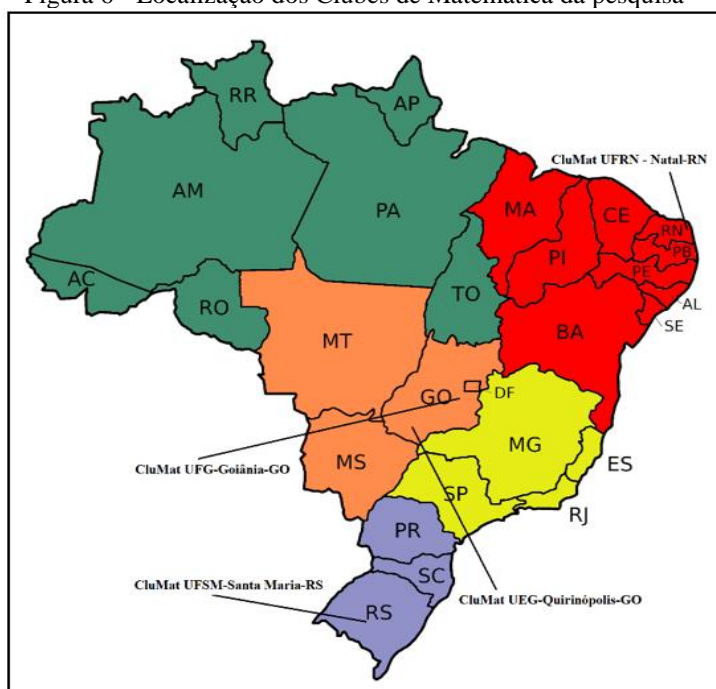 Figura 6 - Localização dos Clubes de Matemática da pesquisa
RR
AP
CluMat UFRN - Natal-RN
AM
PA
MA
CE
RN
PB
PI
PE
AC
TO
AL
RO
SE
BA
MT
GO
DF
MG
CluMat UFG-Goiânia-GO
MS
ES
SP
RJ
PR
CluMat UFSM-Santa Maria-RS
SC
CluMat UEG-Quirinópolis-GO
RS